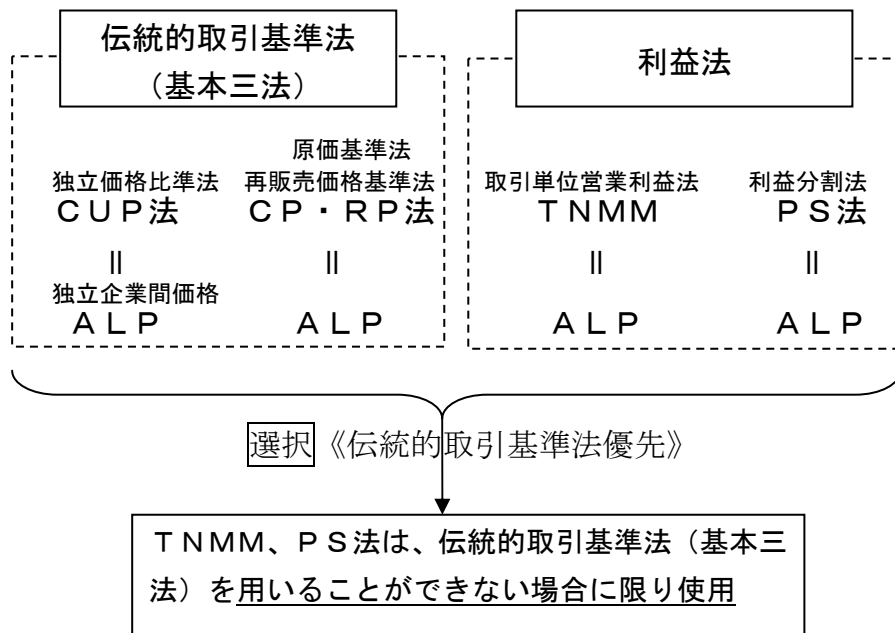 伝統的取引基準法
(基本三法)
利益法
独立価格比準法
CUP法
原価基準法
再販売価格基準法
CP・RP法
取引単位営業利益法
TNMM
利益分割法
PS法
||
||
||
||
独立企業間価格
ALP
ALP
ALP
ALP
選択《伝統的取引基準法優先》
TNMM、PS法は、伝統的取引基準法(基本三
法)を用いることができない場合に限り使用